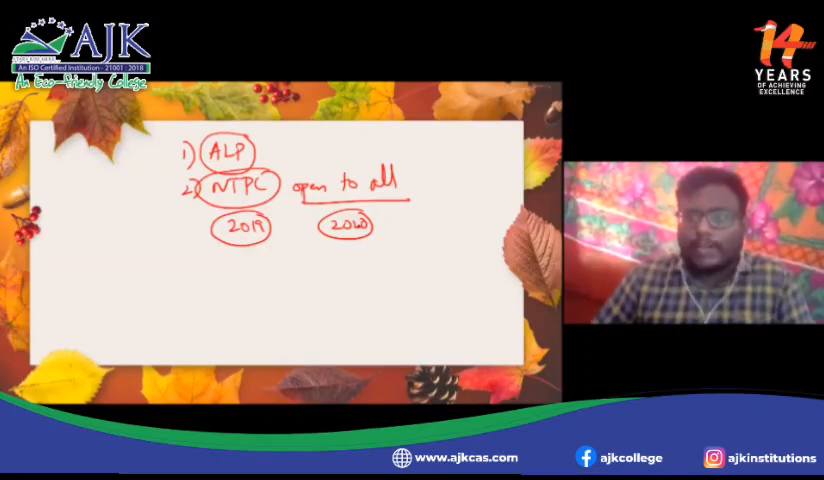 AJK
An ISO Certified Institution - 21001 : 2018
An Eco-friendly College
14
YEARS
OF ACHIEVING
EXCELLENCE
1) ALP
2) NTPC open to all
2019 2020
www.ajkcas.com
ajkcollege
ajkinstitutions